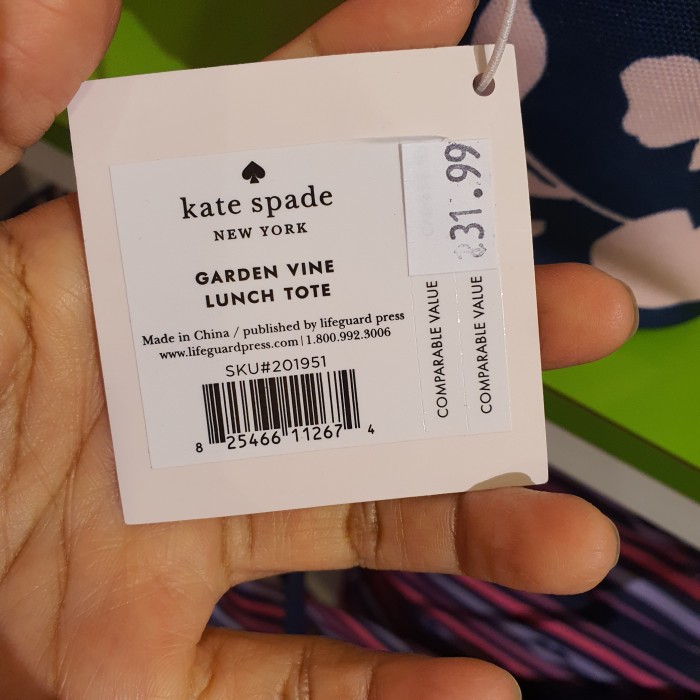 kate spade
NEW YORK
GARDEN VINE
LUNCH TOTE
Made in China / published by lifeguard press
www.lifeguardpress.com | 1.800.992.3006
SKU#201951
8 25466 11267 4
31.99
COMPARABLE VALUE
COMPARABLE VALUE